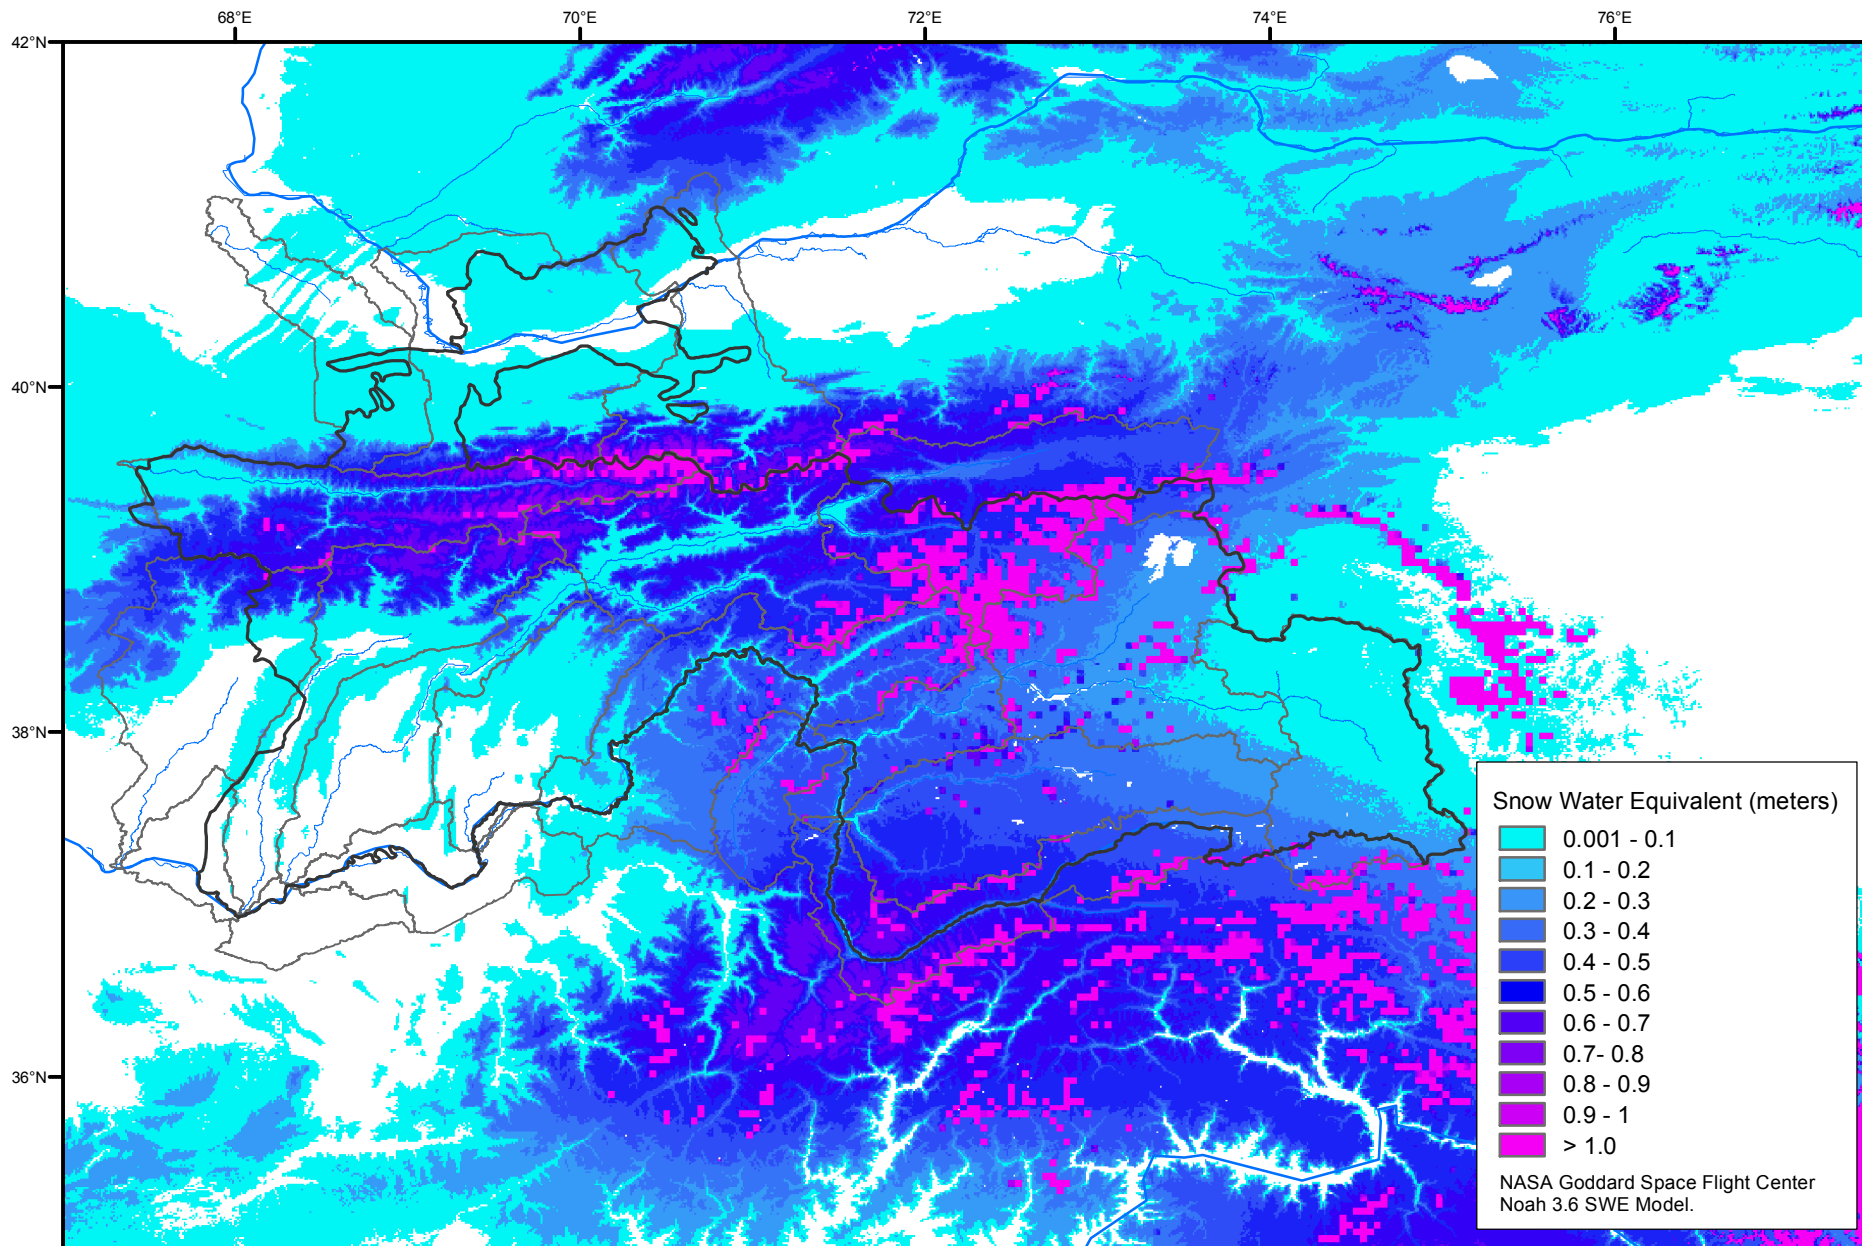 68°E 70°E 72°E 74°E 76°E
42°N
40°N
38°N
36°N
Snow Water Equivalent (meters)
0.001 - 0.1
0.1 - 0.2
0.2 - 0.3
0.3 - 0.4
0.4 - 0.5
0.5 - 0.6
0.6 - 0.7
0.7- 0.8
0.8 - 0.9
0.9 - 1
> 1.0
NASA Goddard Space Flight Center
Noah 3.6 SWE Model.